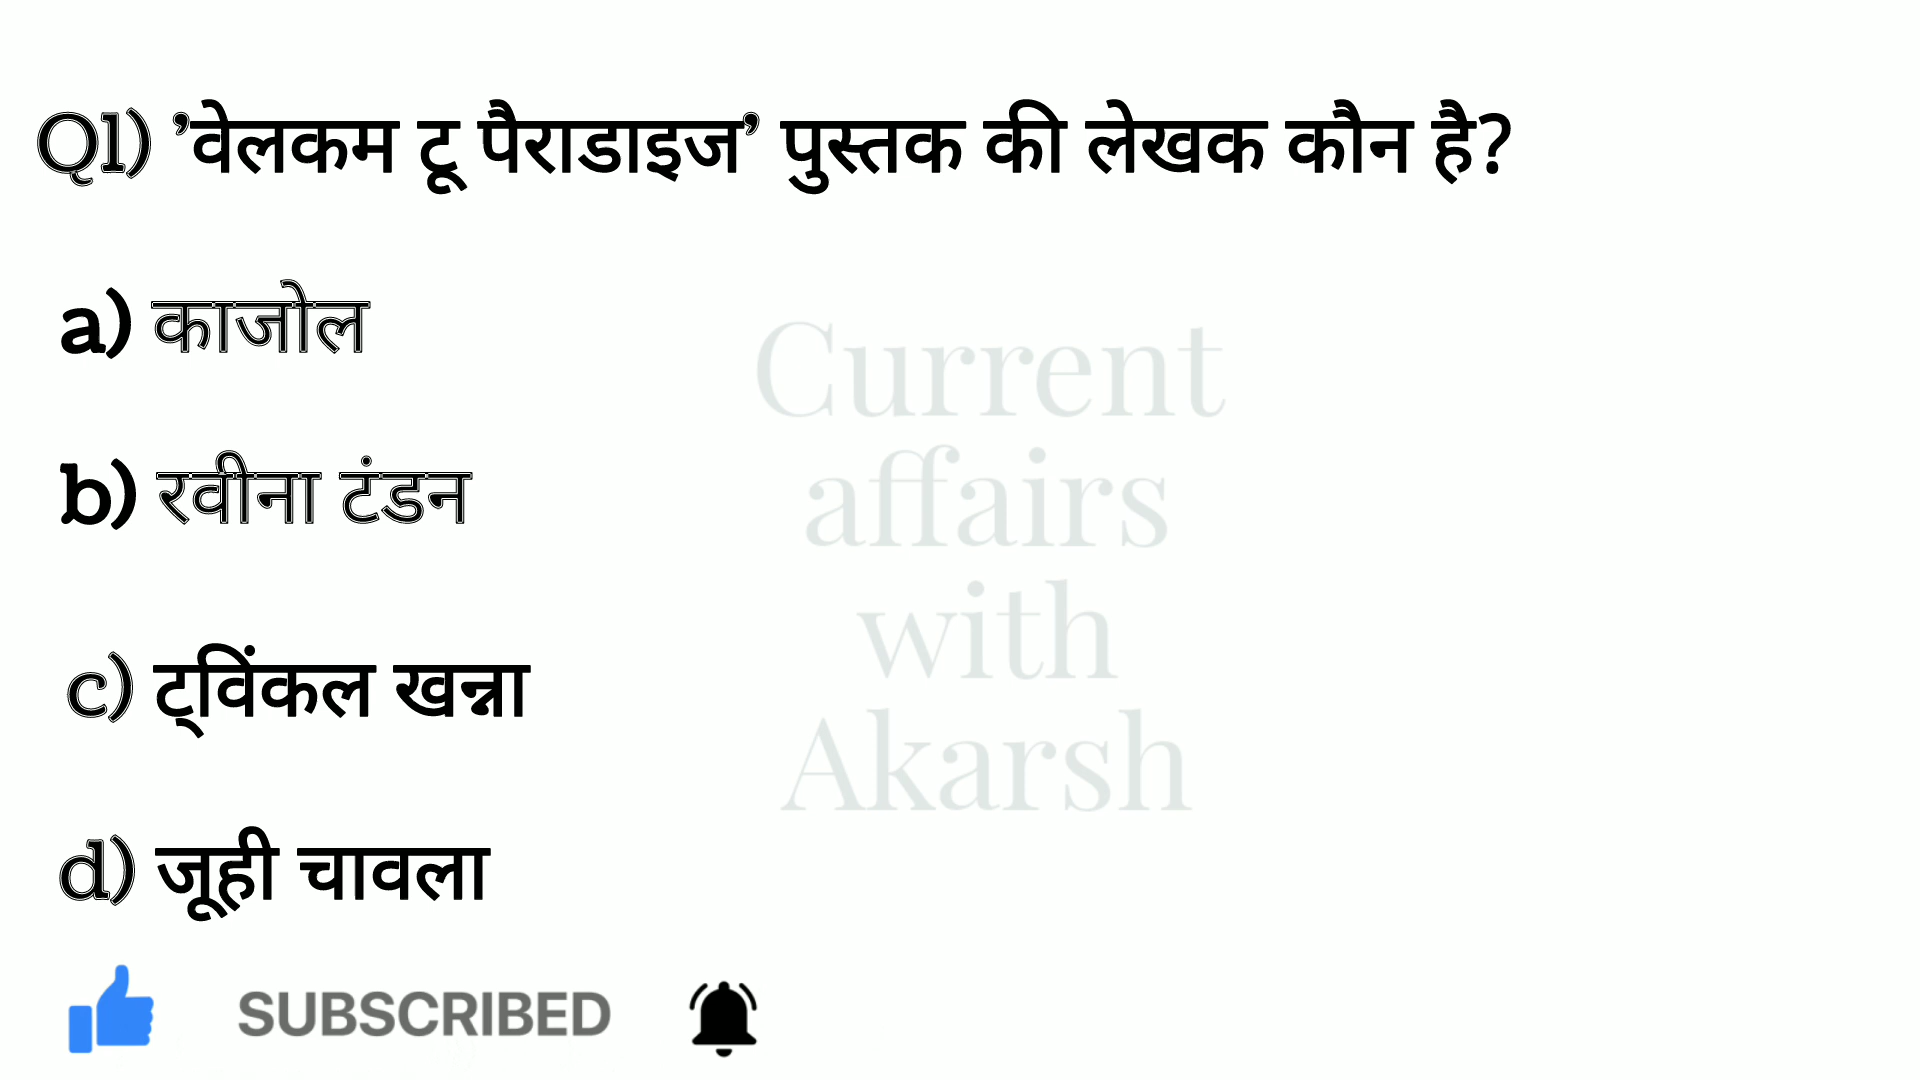 Q1) ’वेलकम टू पैराडाइज’ पुस्तक की लेखक कौन है?
a) काजोल
b) रवीना टंडन
c) ट्विंकल खन्ना
d) जूही चावला
Current
affairs
with
Akarsh
SUBSCRIBED